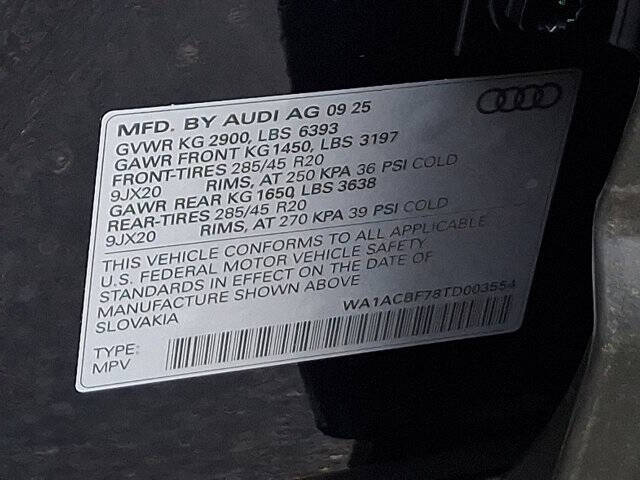 MFD. BY AUDI AG 09 25
GVWR KG 2900, LBS 6393
GAWR FRONT KG 1450, LBS 3197
FRONT-TIRES 285/45 R20
9JX20 RIMS, AT 250 KPA 36 PSI COLD
GAWR REAR KG 1650, LBS 3638
REAR-TIRES 285/45 R20
9JX20 RIMS, AT 270 KPA 39 PSI COLD
THIS VEHICLE CONFORMS TO ALL APPLICABLE
U.S. FEDERAL MOTOR VEHICLE SAFETY
STANDARDS IN EFFECT ON THE DATE OF
MANUFACTURE SHOWN ABOVE
SLOVAKIA WA1ACBF78TD003554
TYPE:
MPV